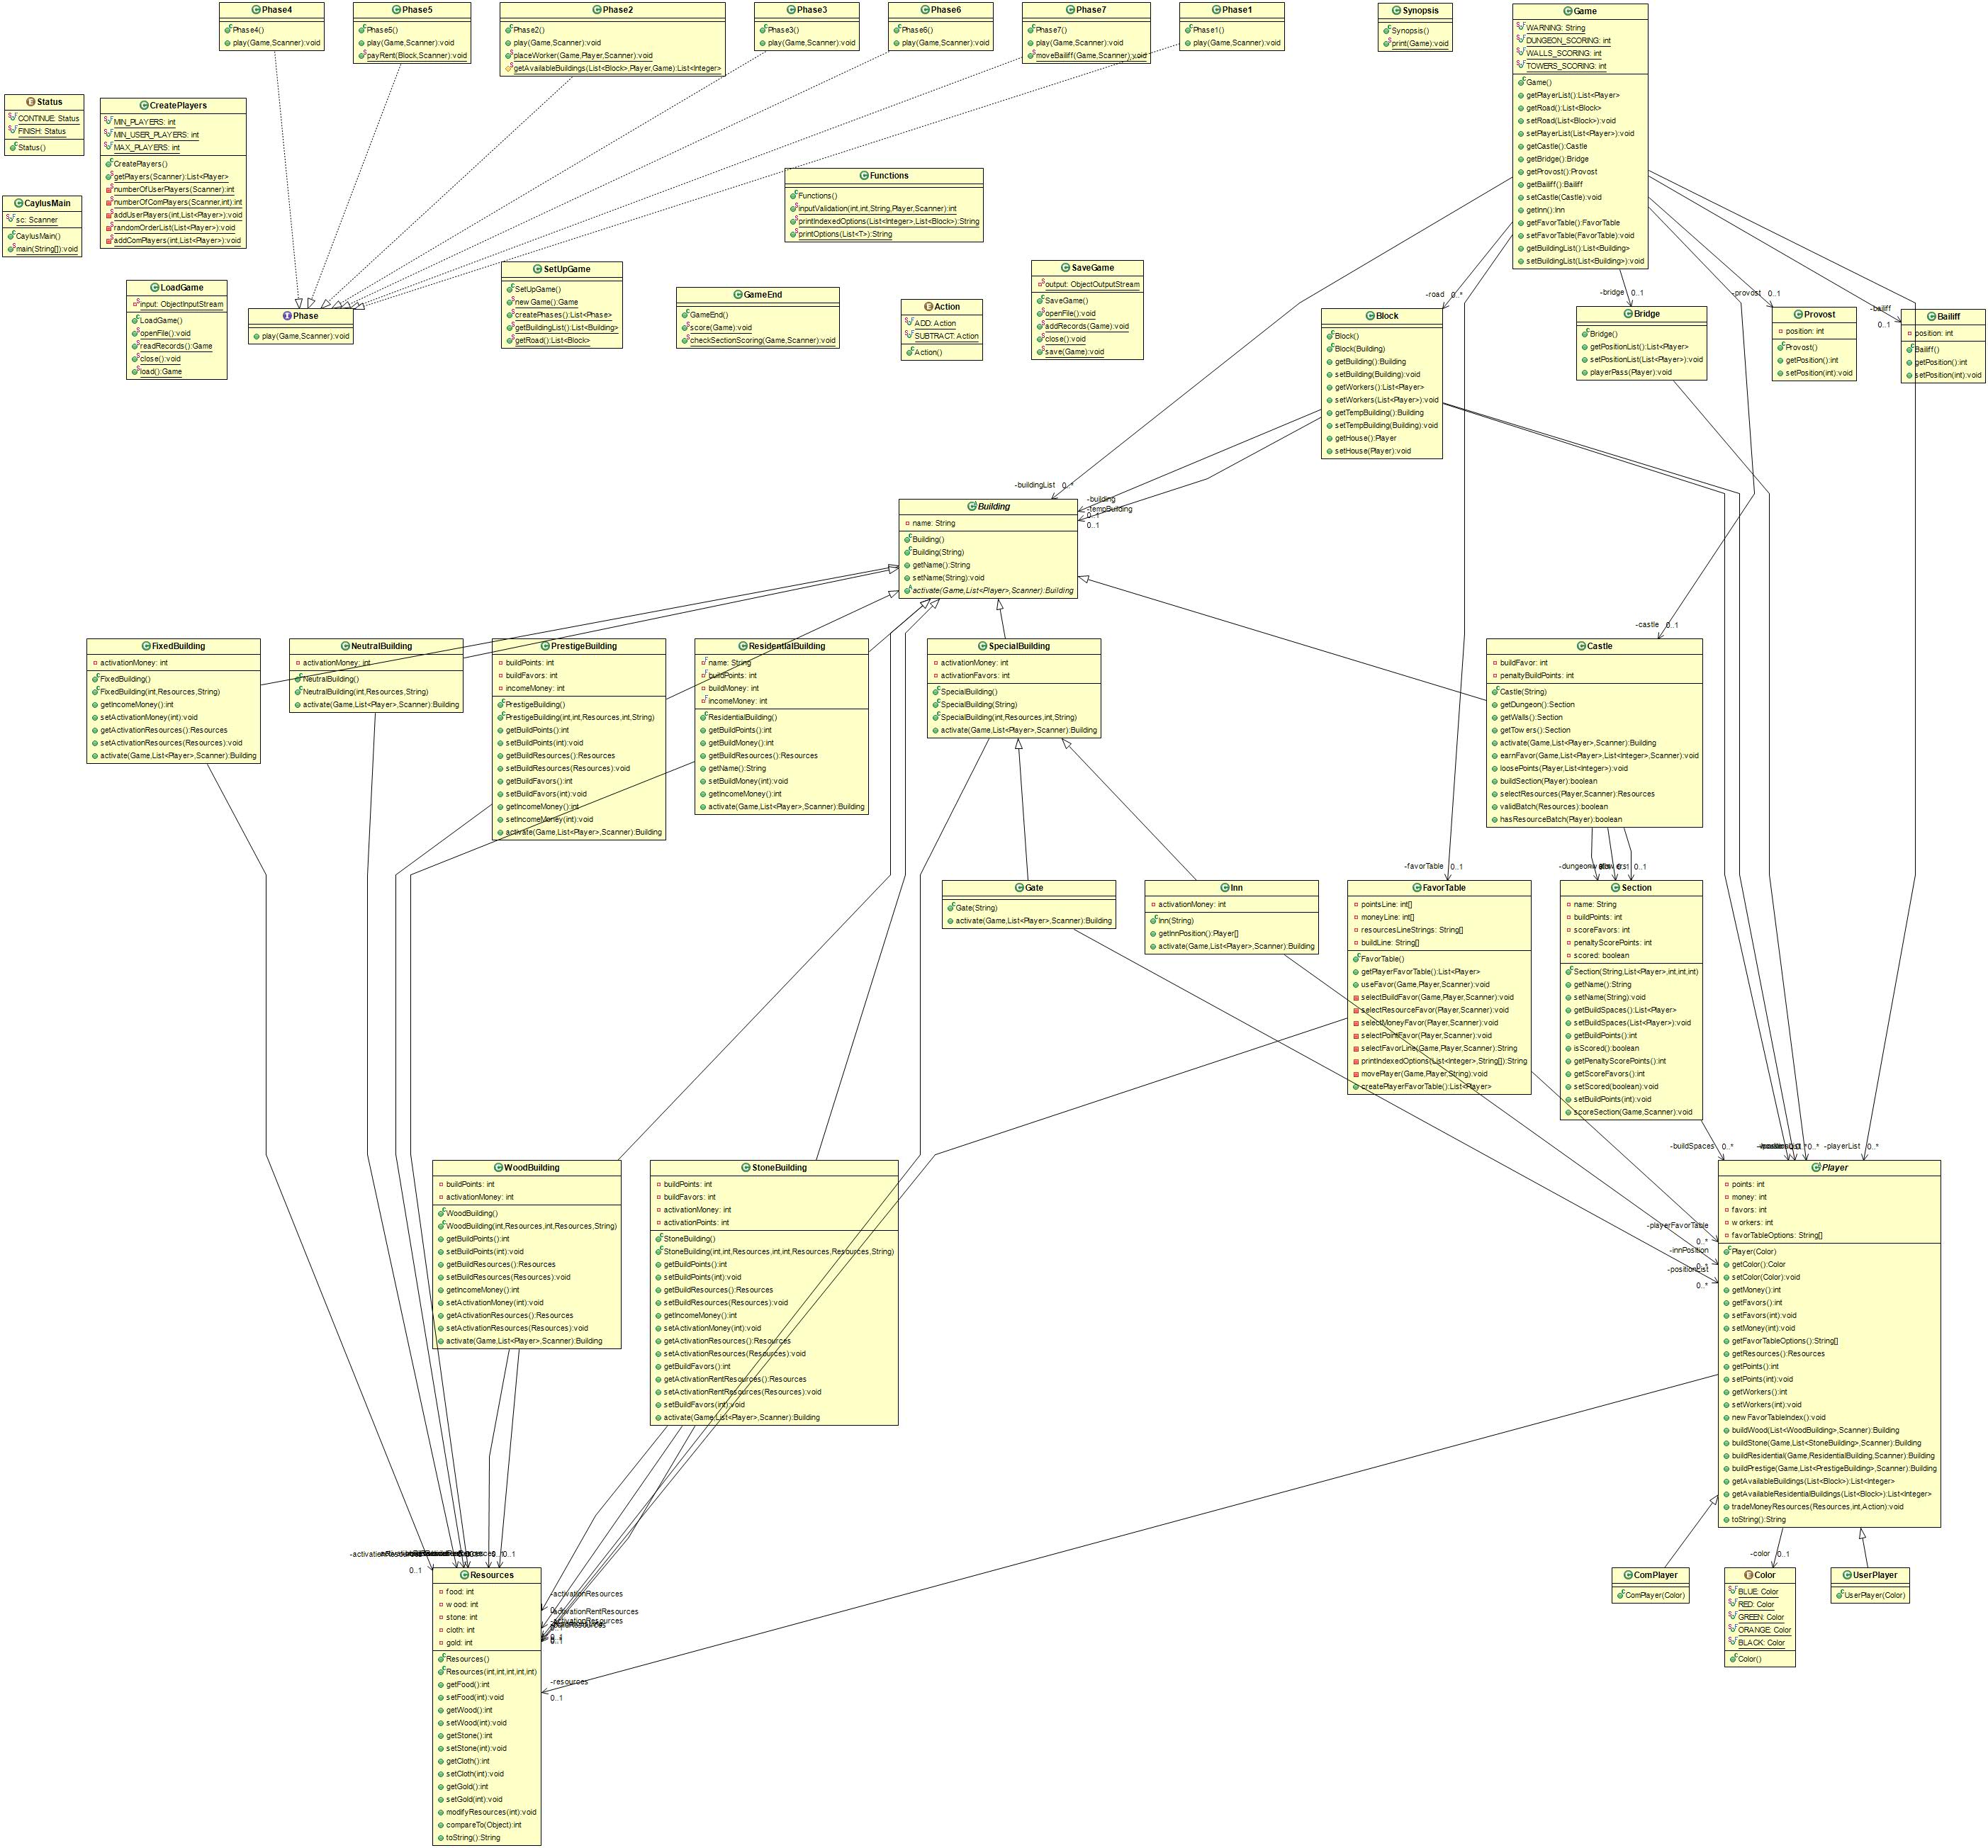 Phase4
Phase4()
play(Game,Scanner):void
Phase5
Phase5()
play(Game,Scanner):void
payRent(Block,Scanner):void
Phase2
Phase2()
play(Game,Scanner):void
placeWorker(Game,Player,Scanner):void
getAvailableBuildings(List<Block>,Player,Game):List<Integer>
Phase3
Phase3()
play(Game,Scanner):void
Phase6
Phase6()
play(Game,Scanner):void
Phase7
Phase7()
play(Game,Scanner):void
moveBailiff(Game,Scanner):void
Phase1
Phase1()
play(Game,Scanner):void
Synopsis
Synopsis()
print(Game):void
Game
WARNING: String
DUNGEON_SCORING: int
WALLS_SCORING: int
TOWERS_SCORING: int
Game()
getPlayerList():List<Player>
getRoad():List<Block>
setRoad(List<Block>):void
setPlayerList(List<Player>):void
getCastle():Castle
getBridge():Bridge
getProvost():Provost
getBailiff():Bailiff
setCastle(Castle):void
getInn():Inn
getFavorTable():FavorTable
setFavorTable(FavorTable):void
getBuildingList():List<Building>
setBuildingList(List<Building>):void
Status
CONTINUE: Status
FINISH: Status
Status()
CreatePlayers
MIN_PLAYERS: int
MIN_USER_PLAYERS: int
MAX_PLAYERS: int
CreatePlayers()
getPlayers(Scanner):List<Player>
numberOfUserPlayers(Scanner):int
numberOfComPlayers(Scanner,int):int
addUserPlayers(int,List<Player>):void
randomOrderList(List<Player>):void
addComPlayers(int,List<Player>):void
CaylusMain
sc: Scanner
CaylusMain()
main(String[]):void
Functions
Functions()
inputValidation(int,int,String,Player,Scanner):int
printIndexedOptions(List<Integer>,List<Block>):String
printOptions(List<T>):String
LoadGame
input: ObjectInputStream
LoadGame()
openFile():void
readRecords():Game
close():void
load():Game
Phase
play(Game,Scanner):void
SetUpGame
SetUpGame()
newGame():Game
createPhases():List<Phase>
getBuildingList():List<Building>
getRoad():List<Block>
GameEnd
GameEnd()
score(Game):void
checkSectionScoring(Game,Scanner):void
Action
ADD: Action
SUBTRACT: Action
Action()
SaveGame
output: ObjectOutputStream
SaveGame()
openFile():void
addRecords(Game):void
close():void
save(Game):void
-road 0..*
-bridge 0..1
-provost 0..1
-bailiff
0..1
Block
Block()
Block(Building)
getBuilding():Building
setBuilding(Building):void
getWorkers():List<Player>
setWorkers(List<Player>):void
getTempBuilding():Building
setTempBuilding(Building):void
getHouse():Player
setHouse(Player):void
Bridge
Bridge()
getPositionList():List<Player>
setPositionList(List<Player>):void
playerPass(Player):void
Provost
position: int
Provost()
getPosition():int
setPosition(int):void
Bailiff
position: int
Bailiff()
getPosition():int
setPosition(int):void
-buildingList 0..*
-building
-tempBuilding
0..1
0..1
Building
name: String
Building()
Building(String)
getName():String
setName(String):void
activate(Game,List<Player>,Scanner):Building
-castle 0..1
FixedBuilding
activationMoney: int
FixedBuilding()
FixedBuilding(int,Resources,String)
getIncomeMoney():int
setActivationMoney(int):void
getActivationResources():Resources
setActivationResources(Resources):void
activate(Game,List<Player>,Scanner):Building
NeutralBuilding
activationMoney: int
NeutralBuilding()
NeutralBuilding(int,Resources,String)
activate(Game,List<Player>,Scanner):Building
PrestigeBuilding
buildPoints: int
buildFavors: int
incomeMoney: int
PrestigeBuilding()
PrestigeBuilding(int,int,Resources,int,String)
getBuildPoints():int
setBuildPoints(int):void
getBuildResources():Resources
setBuildResources(Resources):void
getBuildFavors():int
setBuildFavors(int):void
getIncomeMoney():int
setIncomeMoney(int):void
activate(Game,List<Player>,Scanner):Building
ResidentialBuilding
name: String
buildPoints: int
buildMoney: int
incomeMoney: int
ResidentialBuilding()
getBuildPoints():int
getBuildMoney():int
getBuildResources():Resources
getName():String
setBuildMoney(int):void
getIncomeMoney():int
activate(Game,List<Player>,Scanner):Building
SpecialBuilding
activationMoney: int
activationFavors: int
SpecialBuilding()
SpecialBuilding(String)
SpecialBuilding(int,Resources,int,String)
activate(Game,List<Player>,Scanner):Building
Castle
buildFavor: int
penaltyBuildPoints: int
Castle(String)
getDungeon():Section
getWalls():Section
getTowers():Section
activate(Game,List<Player>,Scanner):Building
earnFavor(Game,List<Player>,List<Integer>,Scanner):void
loosePoints(Player,List<Integer>):void
buildSection(Player):boolean
selectResources(Player,Scanner):Resources
validBatch(Resources):boolean
hasResourceBatch(Player):boolean
-favorTable 0..1
0..1
Gate
Gate(String)
activate(Game,List<Player>,Scanner):Building
Inn
activationMoney: int
Inn(String)
getInnPosition():Player[]
activate(Game,List<Player>,Scanner):Building
FavorTable
pointsLine: int[]
moneyLine: int[]
resourcesLineStrings: String[]
buildLine: String[]
FavorTable()
getPlayerFavorTable():List<Player>
useFavor(Game,Player,Scanner):void
selectBuildFavor(Game,Player,Scanner):void
selectResourceFavor(Player,Scanner):void
selectMoneyFavor(Player,Scanner):void
selectPointFavor(Player,Scanner):void
selectFavorLine(Game,Player,Scanner):String
printIndexedOptions(List<Integer>,String[]):String
movePlayer(Game,Player,String):void
createPlayerFavorTable():List<Player>
Section
name: String
buildPoints: int
scoreFavors: int
penaltyScorePoints: int
scored: boolean
Section(String,List<Player>,int,int,int)
getName():String
setName(String):void
getBuildSpaces():List<Player>
setBuildSpaces(List<Player>):void
getBuildPoints():int
isScored():boolean
getPenaltyScorePoints():int
getScoreFavors():int
setScored(boolean):void
setBuildPoints(int):void
scoreSection(Game,Scanner):void
-buildSpaces 0..*
-playerList 0..*
WoodBuilding
buildPoints: int
activationMoney: int
WoodBuilding()
WoodBuilding(int,Resources,int,Resources,String)
getBuildPoints():int
setBuildPoints(int):void
getBuildResources():Resources
setBuildResources(Resources):void
getIncomeMoney():int
setActivationMoney(int):void
getActivationResources():Resources
setActivationResources(Resources):void
activate(Game,List<Player>,Scanner):Building
StoneBuilding
buildPoints: int
buildFavors: int
activationMoney: int
activationPoints: int
StoneBuilding()
StoneBuilding(int,int,Resources,int,int,Resources,Resources,String)
getBuildPoints():int
setBuildPoints(int):void
getBuildResources():Resources
setBuildResources(Resources):void
getIncomeMoney():int
setActivationMoney(int):void
getActivationResources():Resources
setActivationResources(Resources):void
getBuildFavors():int
getActivationRentResources():Resources
setActivationRentResources(Resources):void
setBuildFavors(int):void
activate(Game,List<Player>,Scanner):Building
-playerFavorTable
0..*
-innPosition
0..*
-positionList
0..*
Player
points: int
money: int
favors: int
workers: int
favorTableOptions: String[]
Player(Color)
getColor():Color
setColor(Color):void
getMoney():int
getFavors():int
setFavors(int):void
setMoney(int):void
getFavorTableOptions():String[]
getResources():Resources
getPoints():int
setPoints(int):void
getWorkers():int
setWorkers(int):void
newFavorTableIndex():void
buildWood(List<WoodBuilding>,Scanner):Building
buildStone(Game,List<StoneBuilding>,Scanner):Building
buildResidential(Game,ResidentialBuilding,Scanner):Building
buildPrestige(Game,List<PrestigeBuilding>,Scanner):Building
getAvailableBuildings(List<Block>):List<Integer>
getAvailableResidentialBuildings(List<Block>):List<Integer>
tradeMoneyResources(Resources,int,Action):void
toString():String
-color 0..1
ComPlayer
ComPlayer(Color)
Color
BLUE: Color
RED: Color
GREEN: Color
ORANGE: Color
BLACK: Color
Color()
UserPlayer
UserPlayer(Color)
0..1
0..1
Resources
food: int
wood: int
stone: int
cloth: int
gold: int
Resources()
Resources(int,int,int,int,int)
getFood():int
setFood(int):void
getWood():int
setWood(int):void
getStone():int
setStone(int):void
getCloth():int
setCloth(int):void
getGold():int
setGold(int):void
modifyResources(int):void
compareTo(Object):int
toString():String
-activationResources
-activationRentResources
-activationResources
0..1
-resources
0..1